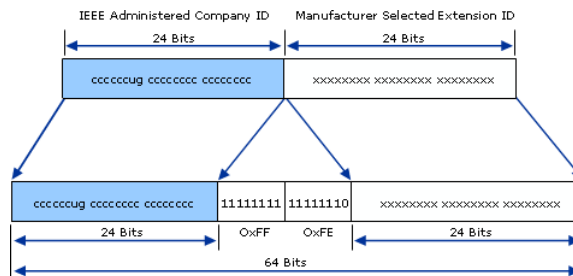 IEEE Administered Company ID Manufacturer Selected Extension ID
24 Bits 24 Bits
ccccccug cccccccc cccccccc xxxxxxxx xxxxxxxx xxxxxxxx
ccccccug cccccccc cccccccc 11111111 11111110 xxxxxxxx xxxxxxxx xxxxxxxx
24 Bits 0xFF 0xFE 24 Bits
64 Bits